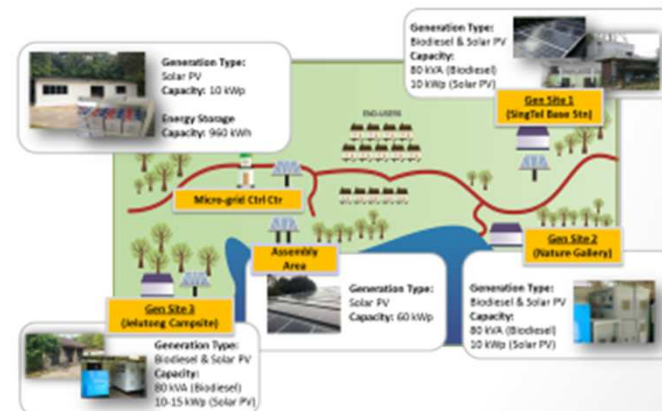 Generation Type:
Solar PV
Capacity: 10 kWp
Energy Storage
Capacity: 960 kWh
Generation Type:
Biodiesel & Solar PV
Capacity:
80 kVA (Biodiesel)
10 kWp (Solar PV)
Gen Site 1
(SingTel Base Stn)
END-USERS
Micro-grid Ctrl Ctr
Assembly
Area
Gen Site 2
(Nature Gallery)
Gen Site 3
(Jelutong Campsite)
Generation Type:
Solar PV
Capacity: 60 kWp
Generation Type:
Biodiesel & Solar PV
Capacity:
80 kVA (Biodiesel)
10 kWp (Solar PV)
Generation Type:
Biodiesel & Solar PV
Capacity:
80 kVA (Biodiesel)
10-15 kWp (Solar PV)